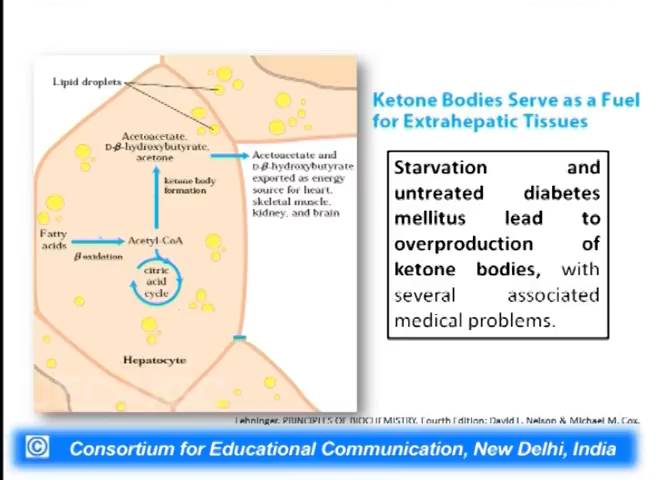 Lipid droplets
Acetoacetate,
D-β-hydroxybutyrate,
acetone
Acetoacetate and
D-β-hydroxybutyrate
exported as energy
source for heart,
skeletal muscle,
kidney, and brain
ketone body
formation
Fatty
acids
β oxidation
Acetyl-CoA
citric
acid
cycle
Hepatocyte
Ketone Bodies Serve as a Fuel
for Extrahepatic Tissues
Starvation and
untreated diabetes
mellitus lead to
overproduction of
ketone bodies, with
several associated
medical problems.
Lehninger. PRINCIPLES OF BIOCHEMISTRY. Fourth Edition: David L. Nelson & Michael M. Cox.
© Consortium for Educational Communication, New Delhi, India